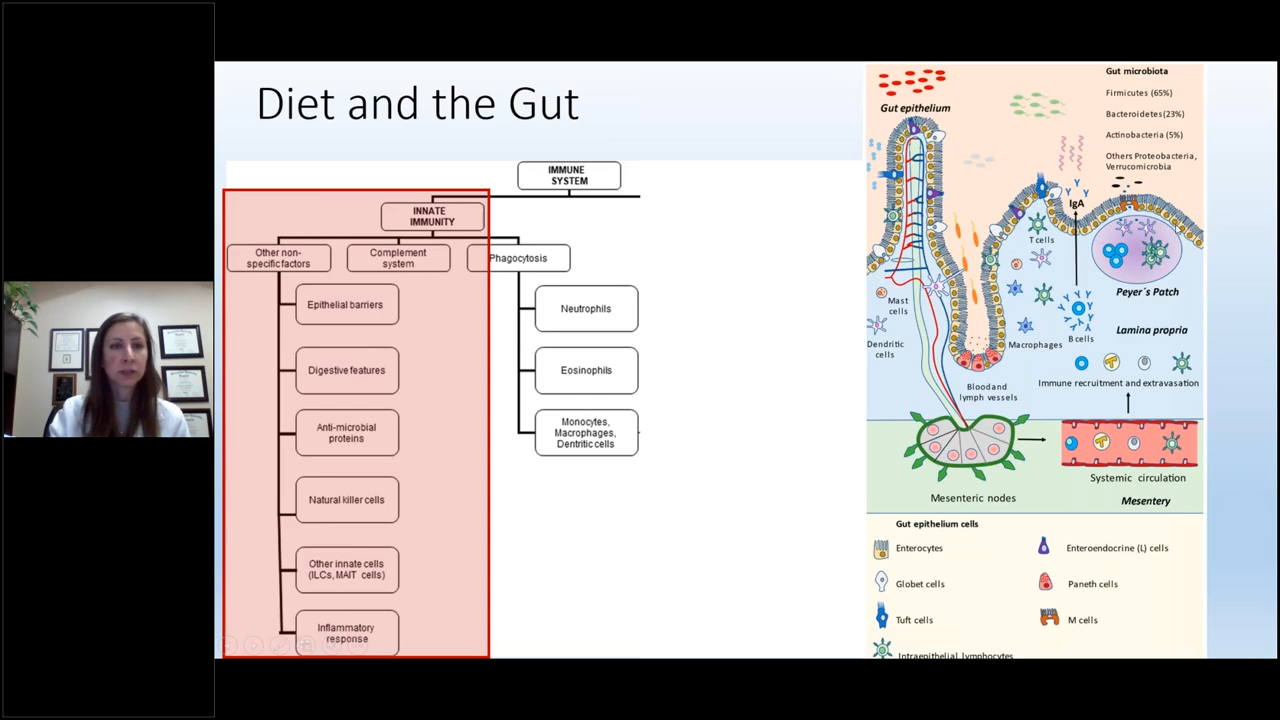 Diet and the Gut
IMMUNE
SYSTEM
INNATE
IMMUNITY
Other non-
specific factors
Complement
system
Phagocytosis
Epithelial barriers
Digestive features
Anti-microbial
proteins
Natural killer cells
Other innate cells
(ILCs, MAIT cells)
Inflammatory
response
Neutrophils
Eosinophils
Monocytes,
Macrophages,
Dentritic cells
Gut epithelium
Gut microbiota
Firmicutes (65%)
Bacteroidetes (23%)
Actinobacteria (5%)
Others Proteobacteria,
Verrucomicrobia
IgA
T cells
Peyer´s Patch
Mast
cells
Dendritic
cells
Macrophages
B cells
Lamina propria
Blood and
lymph vessels
Immune recruitment and extravasation
Systemic circulation
Mesenteric nodes
Mesentery
Gut epithelium cells
Enterocytes
Enteroendocrine (L) cells
Globet cells
Paneth cells
Tuft cells
M cells
Intraepithelial lymphocytes